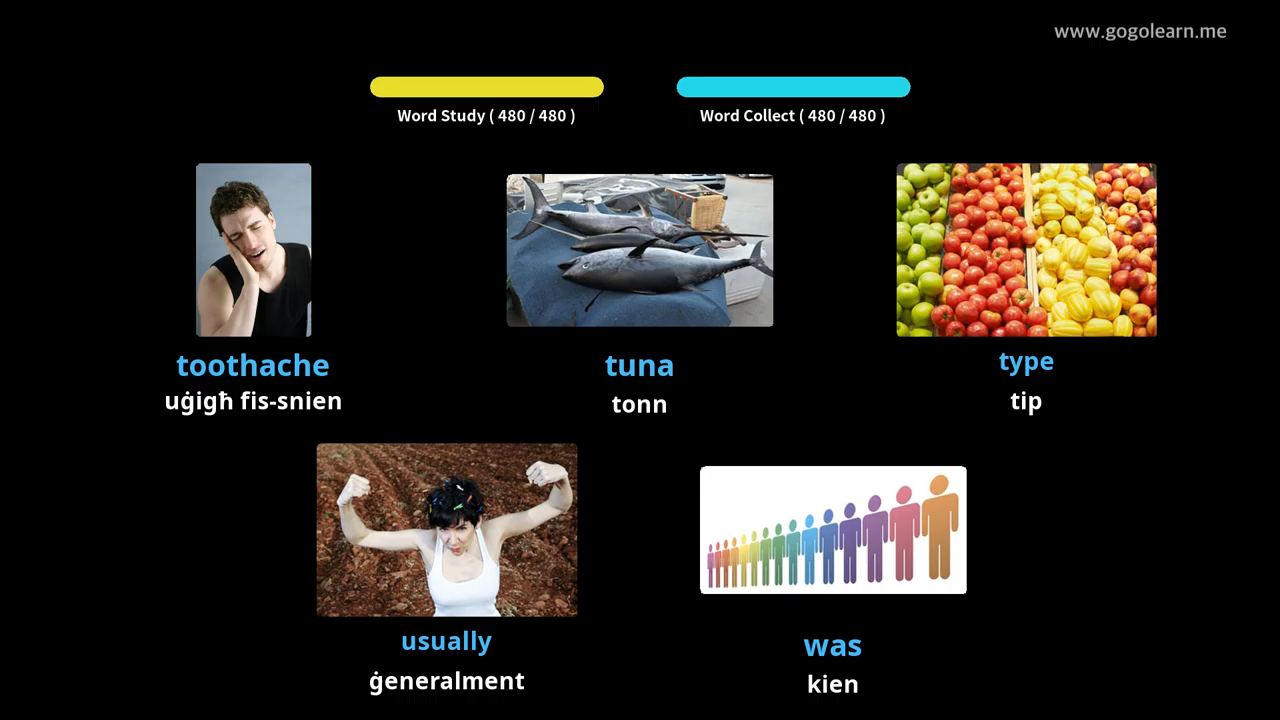 www.gogolearn.me
Word Study ( 480 / 480 )
Word Collect ( 480 / 480 )
toothache
uġigħ fis-snien
tuna
tonn
type
tip
usually
ġeneralment
was
kien